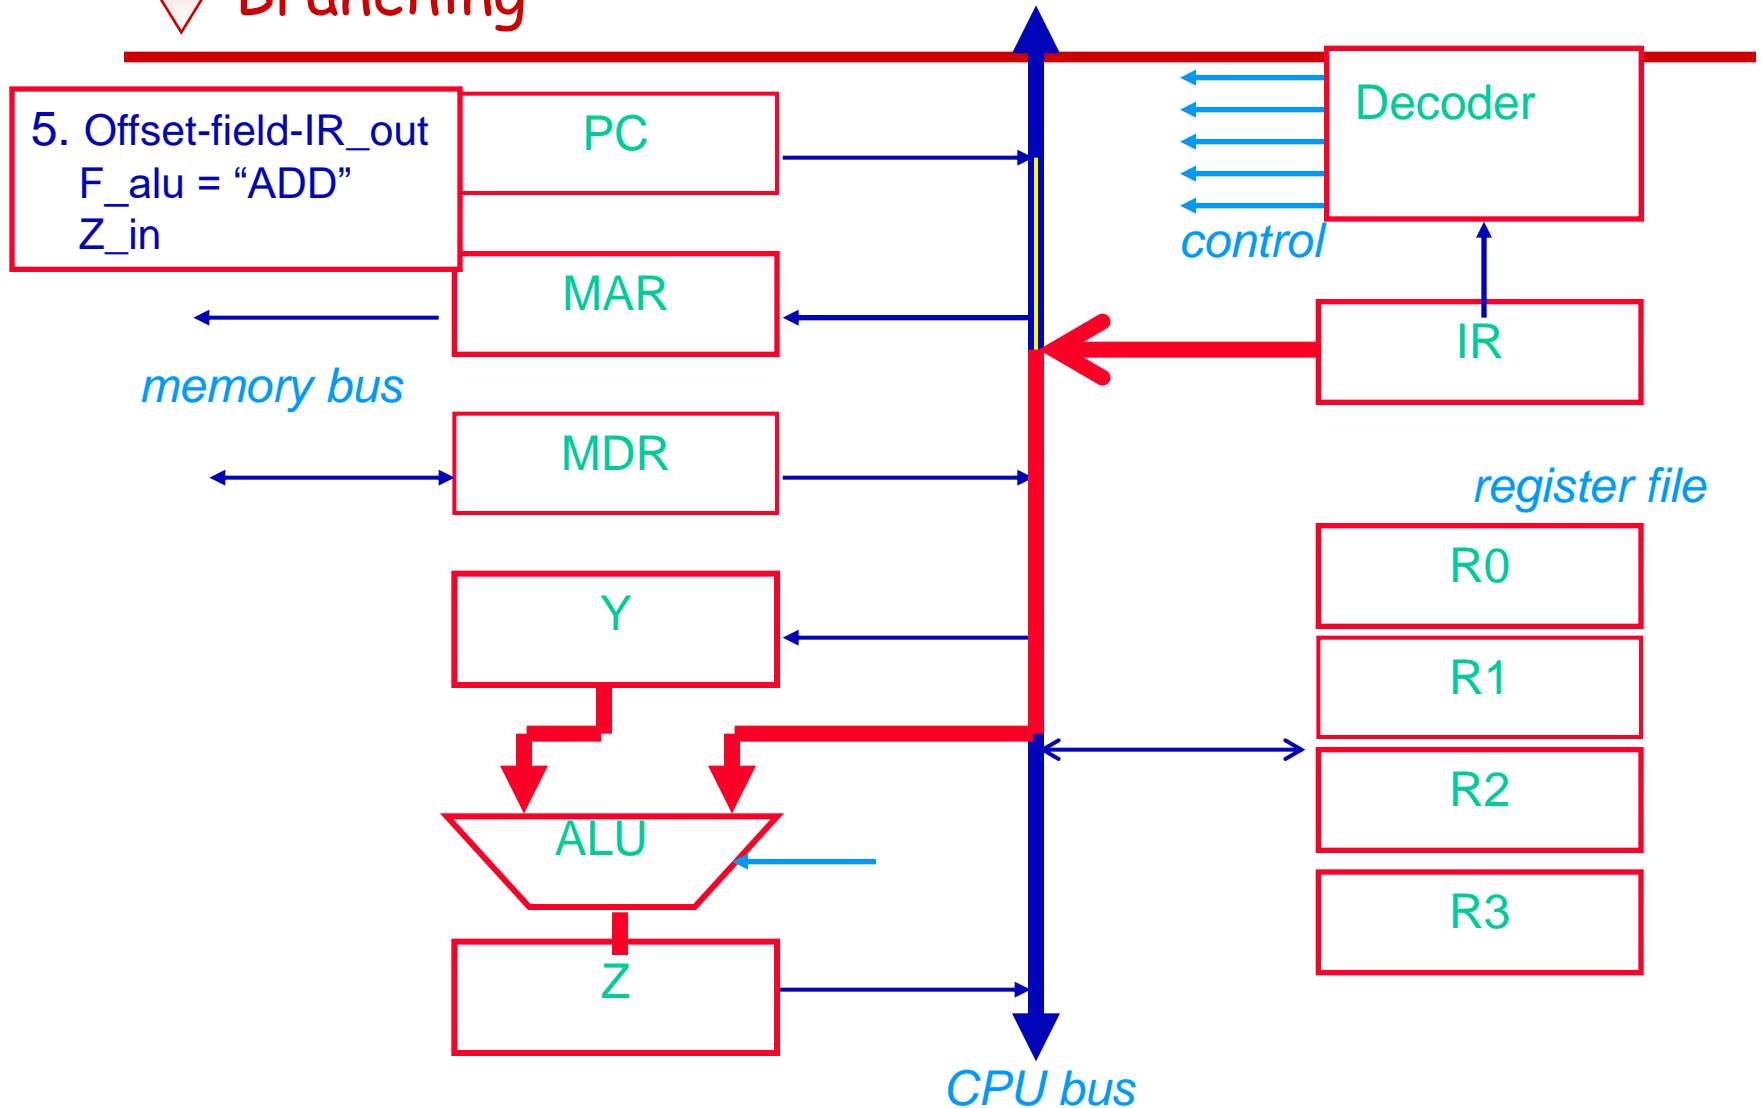 Branching
5. Offset-field-IR_out
F_alu = “ADD”
Z_in
PC
Decoder
control
MAR
IR
memory bus
MDR
register file
R0
Y
R1
R2
ALU
R3
Z
CPU bus